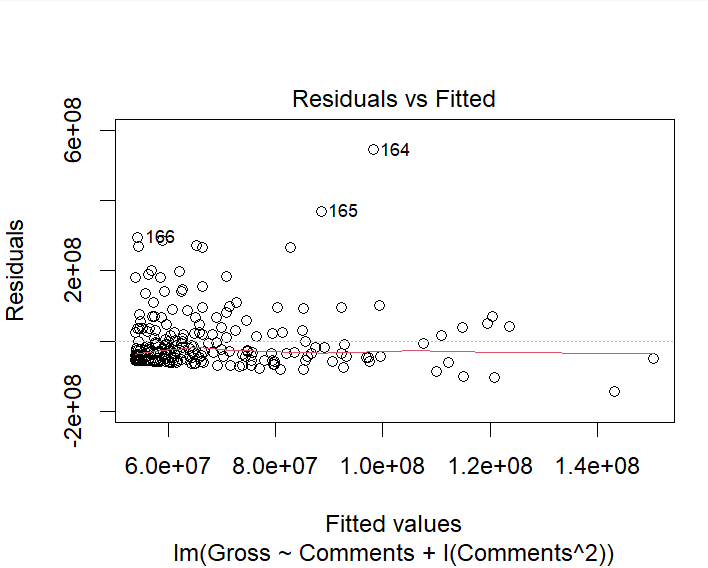 Residuals vs Fitted
Residuals
6e+08
2e+08
-2e+08
164
165
166
6.0e+07 8.0e+07 1.0e+08 1.2e+08 1.4e+08
Fitted values
lm(Gross ~ Comments + I(Comments^2))